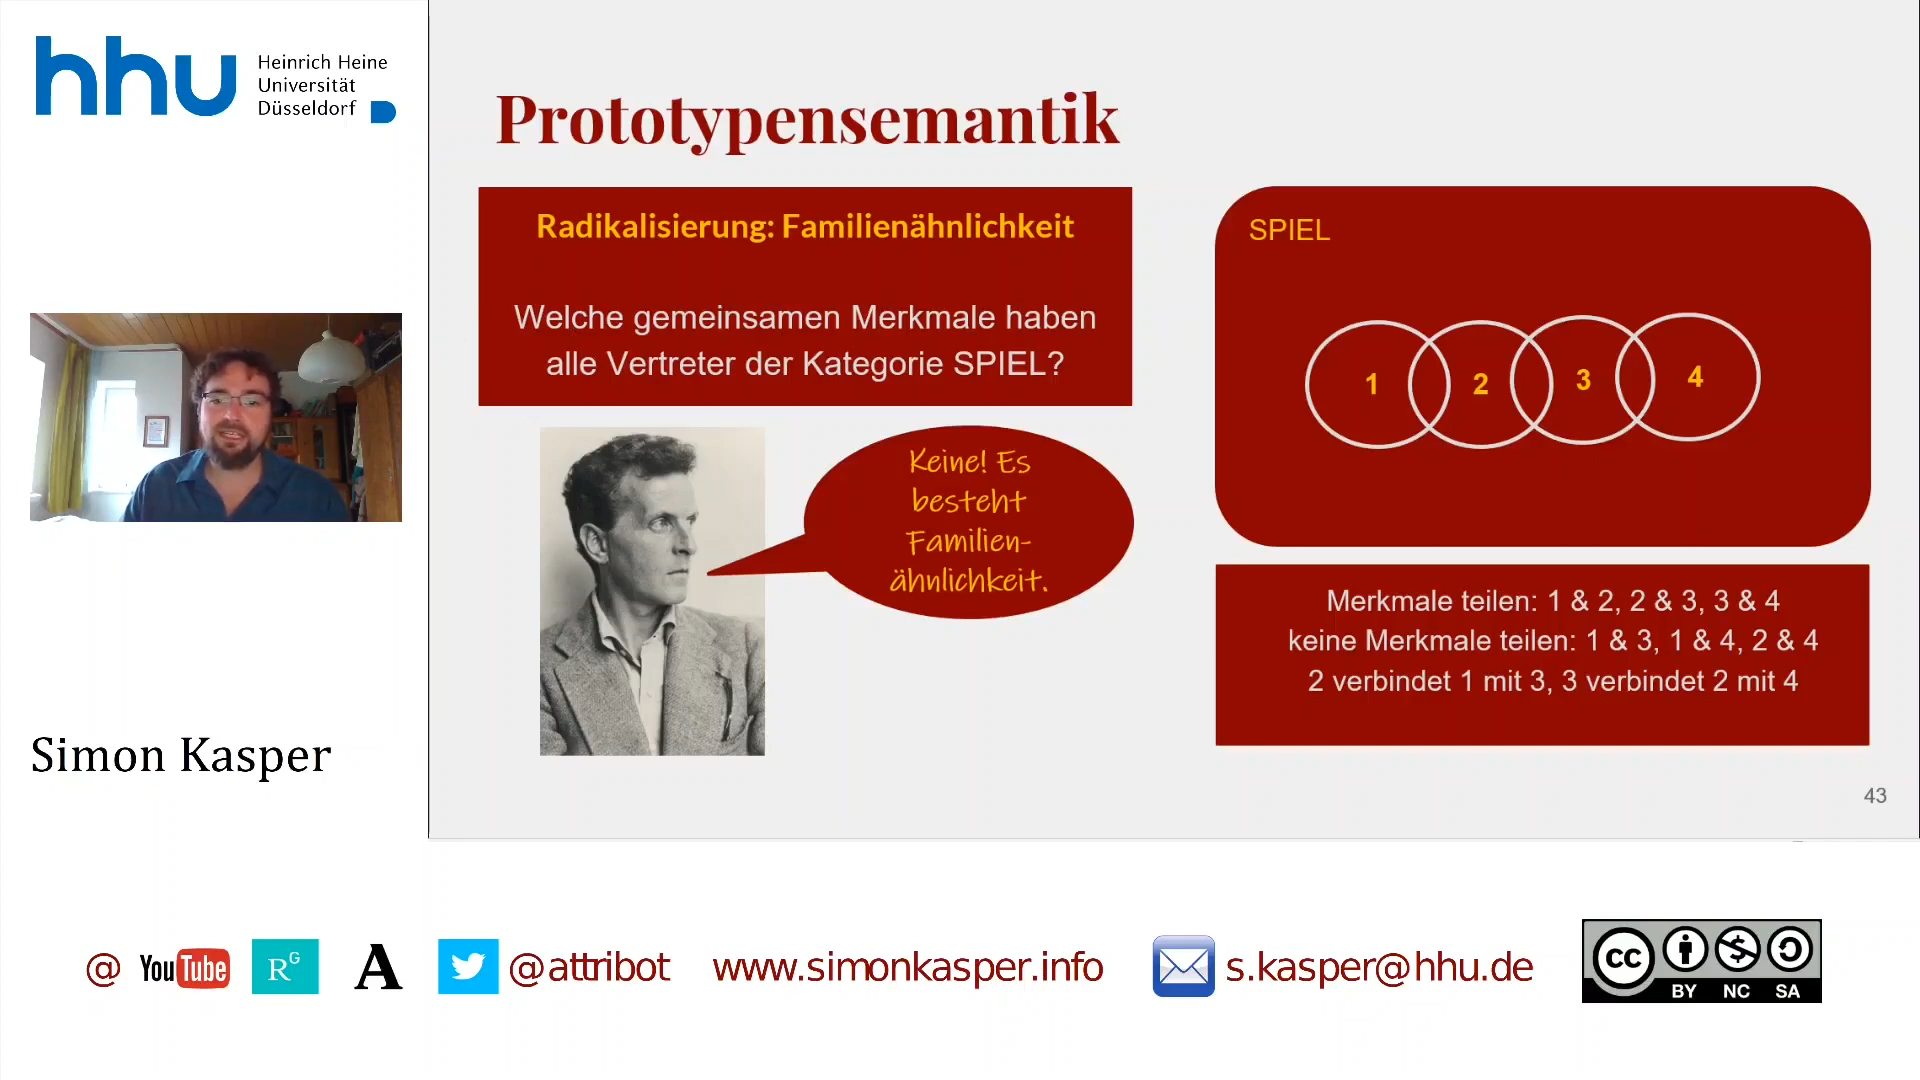 hhu Heinrich Heine
Universität
Düsseldorf
Prototypensemantik
Radikalisierung: Familienähnlichkeit
Welche gemeinsamen Merkmale haben
alle Vertreter der Kategorie SPIEL?
Keine! Es
besteht
Familien-
ähnlichkeit.
SPIEL
1 2 3 4
Merkmale teilen: 1 & 2, 2 & 3, 3 & 4
keine Merkmale teilen: 1 & 3, 1 & 4, 2 & 4
2 verbindet 1 mit 3, 3 verbindet 2 mit 4
43
Simon Kasper
@ YouTube RG A @attribot www.simonkasper.info s.kasper@hhu.de
cc BY NC SA